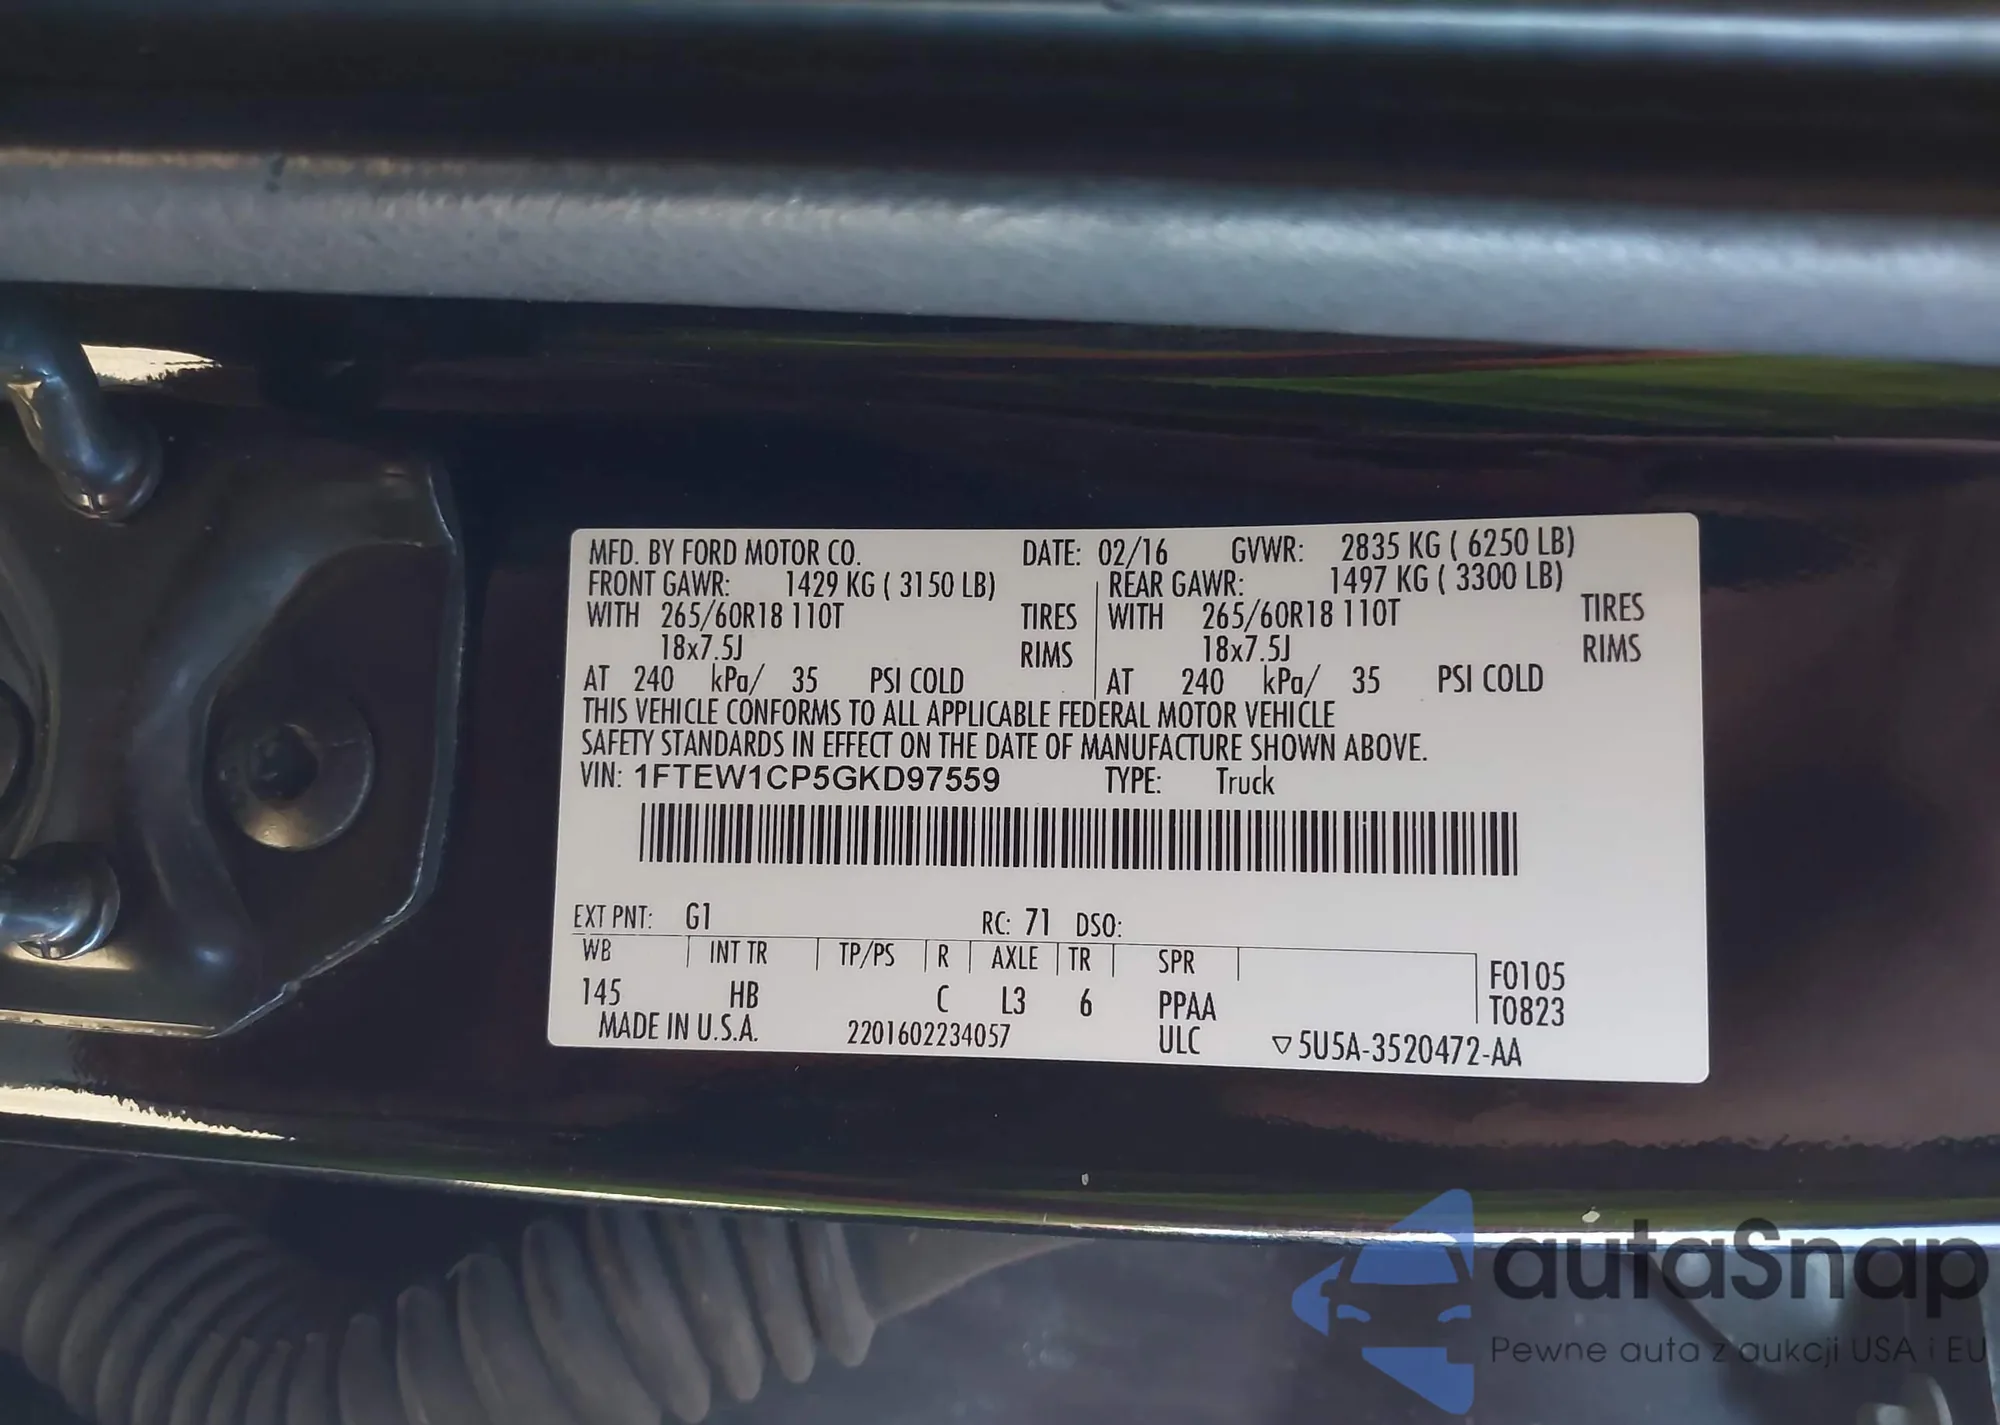 MFD. BY FORD MOTOR CO. DATE: 02/16 GVWR: 2835 KG ( 6250 LB)
FRONT GAWR: 1429 KG ( 3150 LB) REAR GAWR: 1497 KG ( 3300 LB)
WITH 265/60R18 110T TIRES WITH 265/60R18 110T TIRES
18x7.5J RIMS 18x7.5J RIMS
AT 240 kPa/ 35 PSI COLD AT 240 kPa/ 35 PSI COLD
THIS VEHICLE CONFORMS TO ALL APPLICABLE FEDERAL MOTOR VEHICLE
SAFETY STANDARDS IN EFFECT ON THE DATE OF MANUFACTURE SHOWN ABOVE.
VIN: 1FTEW1CP5GKD97559 TYPE: Truck
EXT PNT: G1 RC: 71 DSO:
WB INT TR TP/PS R AXLE TR SPR F0105
145 HB C L3 6 PPAA T0823
MADE IN U.S.A. 2201602234057 ULC ▽5U5A-3520472-AA
autaSnap
Pewne auta z aukcji USA i EU